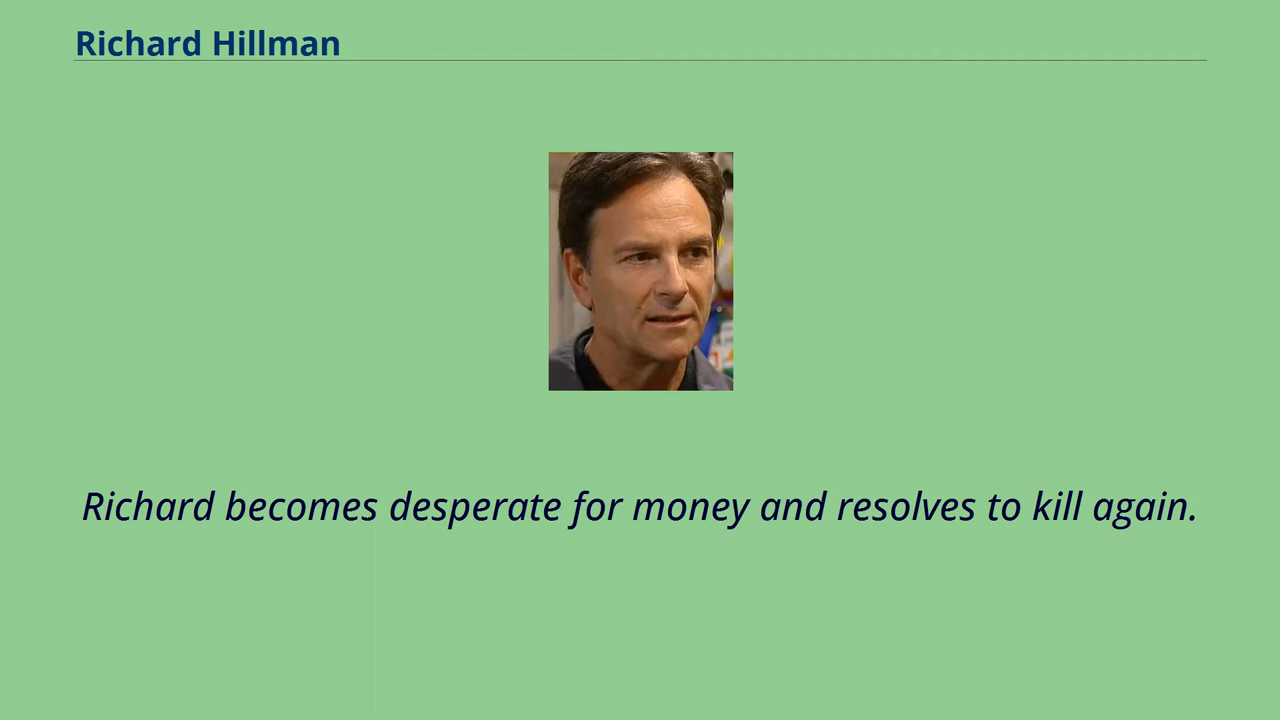 Richard Hillman
Richard becomes desperate for money and resolves to kill again.